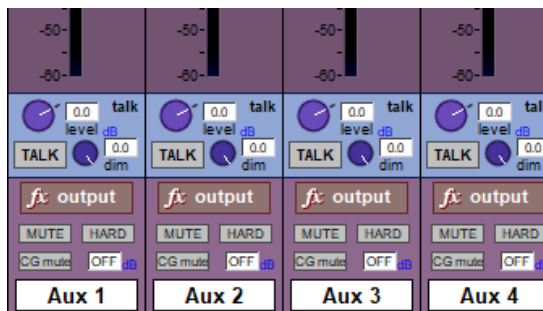 -50- -50- -50- -50-
-60- -60- -60- -60-
0.0 talk 0.0 talk 0.0 talk 0.0
level dB level dB level dB level dB
TALK 0.0 TALK 0.0 TALK 0.0 TALK 0.0
dim dim dim dim
fx output fx output fx output fx output
MUTE HARD MUTE HARD MUTE HARD MUTE HARD
CG mute OFF dB CG mute OFF dB CG mute OFF dB CG mute OFF dB
Aux 1 Aux 2 Aux 3 Aux 4